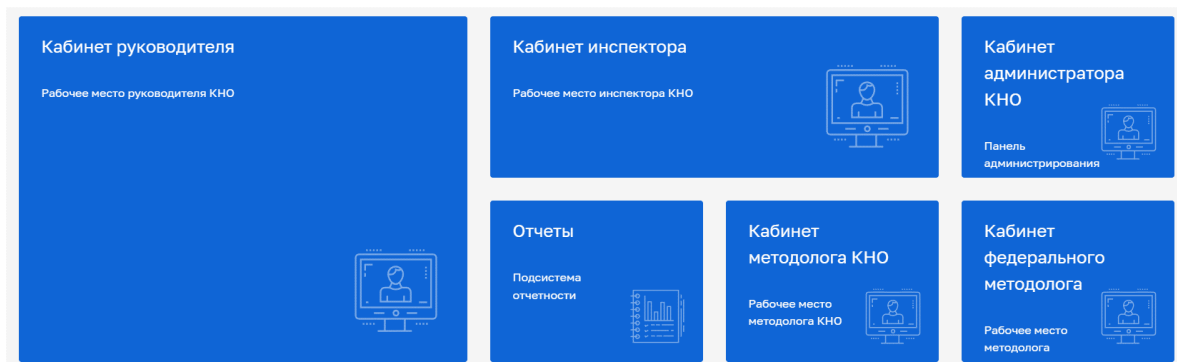 Кабинет руководителя
Рабочее место руководителя КНО
Кабинет инспектора
Рабочее место инспектора КНО
Кабинет
администратора
КНО
Панель
администрирования
Отчеты
Подсистема
отчетности
Кабинет
методолога КНО
Рабочее место
методолога КНО
Кабинет
федерального
методолога
Рабочее место
методолога